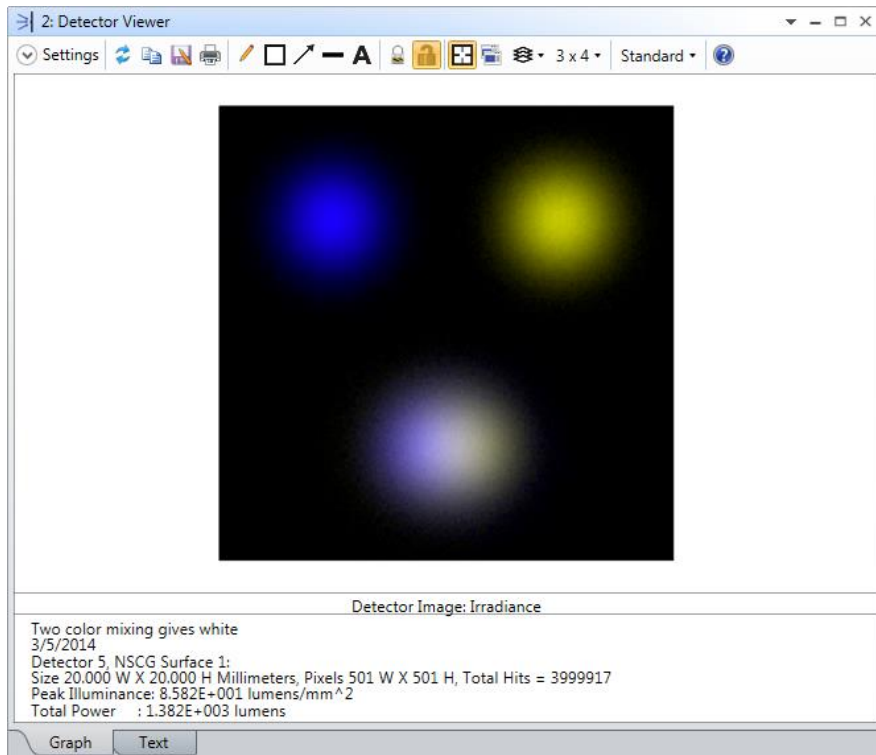 2: Detector Viewer
Settings
A
3 x 4
Standard
?
Detector Image: Irradiance
Two color mixing gives white
3/5/2014
Detector 5, NSCG Surface 1:
Size 20.000 W X 20.000 H Millimeters, Pixels 501 W X 501 H, Total Hits = 3999917
Peak Illuminance: 8.582E+001 lumens/mm^2
Total Power : 1.382E+003 lumens
Graph Text